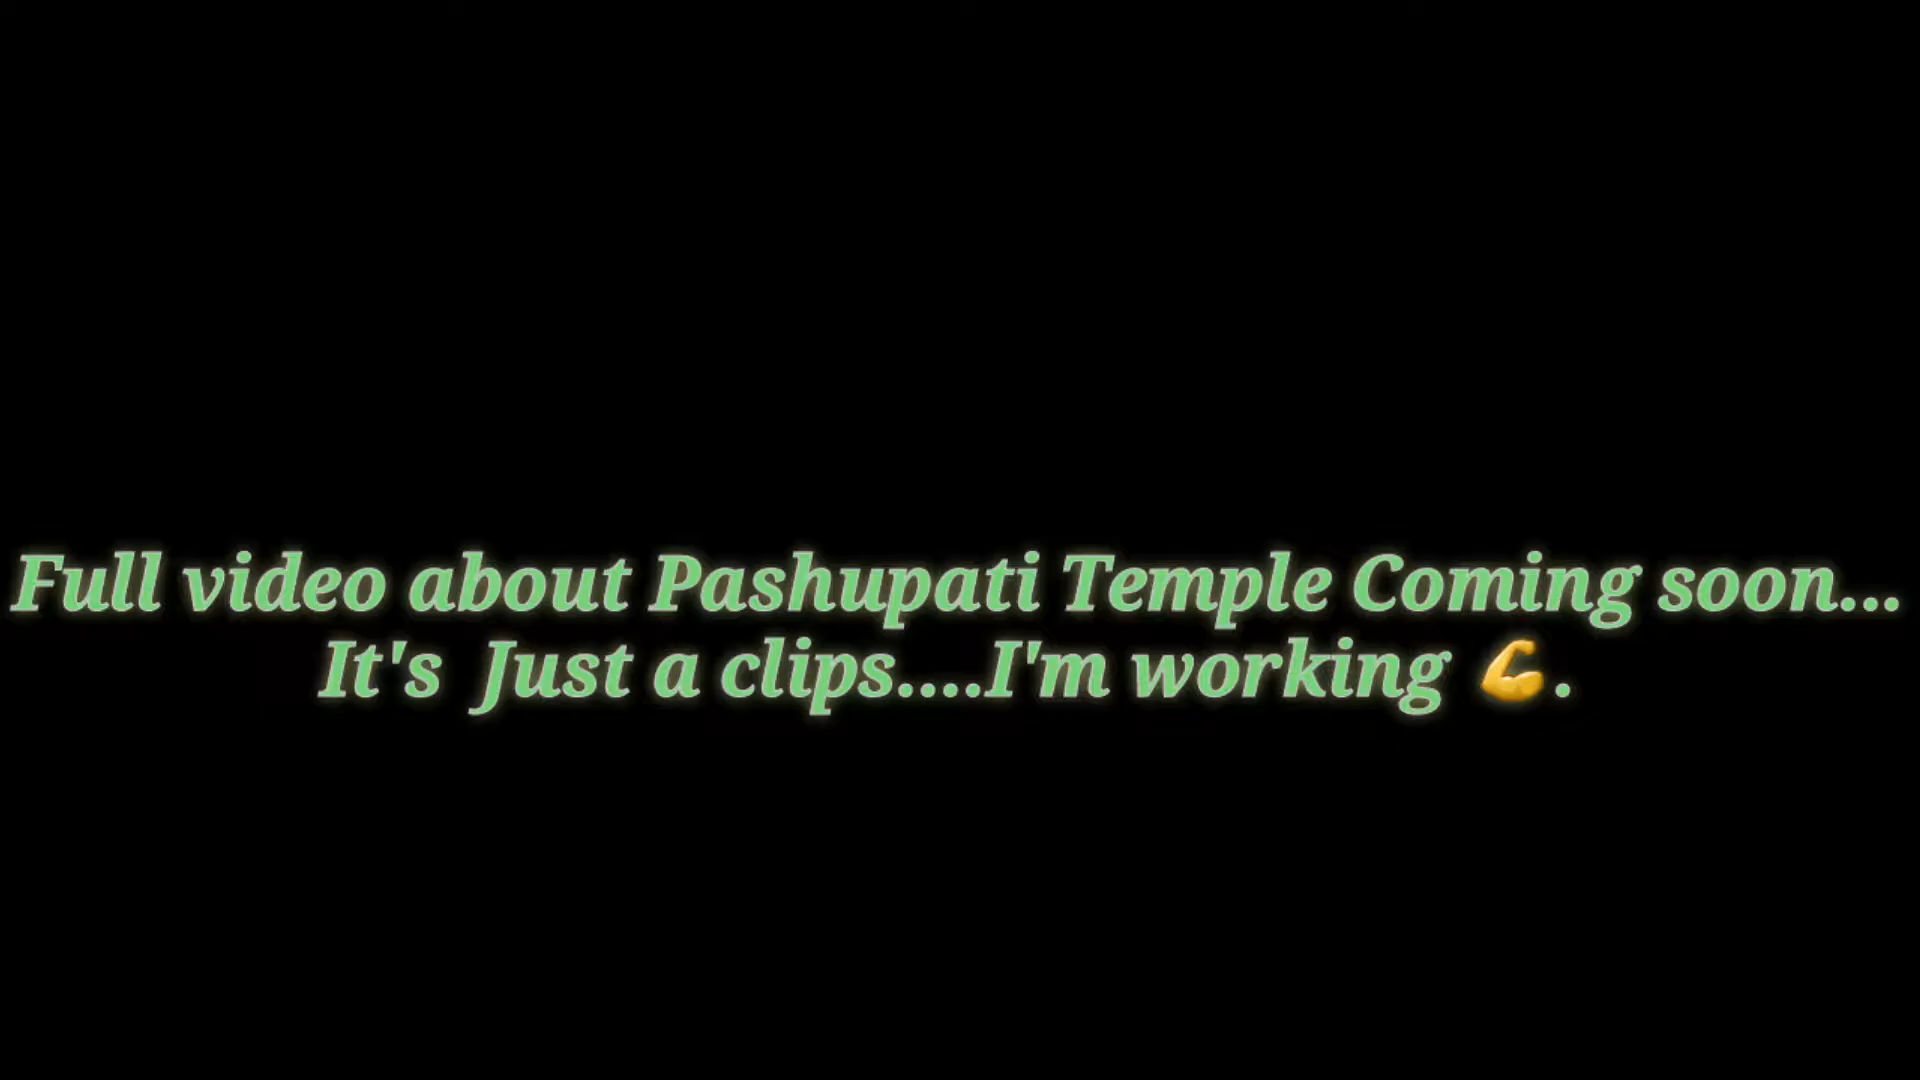 Full video about Pashupati Temple Coming soon...
It's  Just a clips....I'm working 💪.